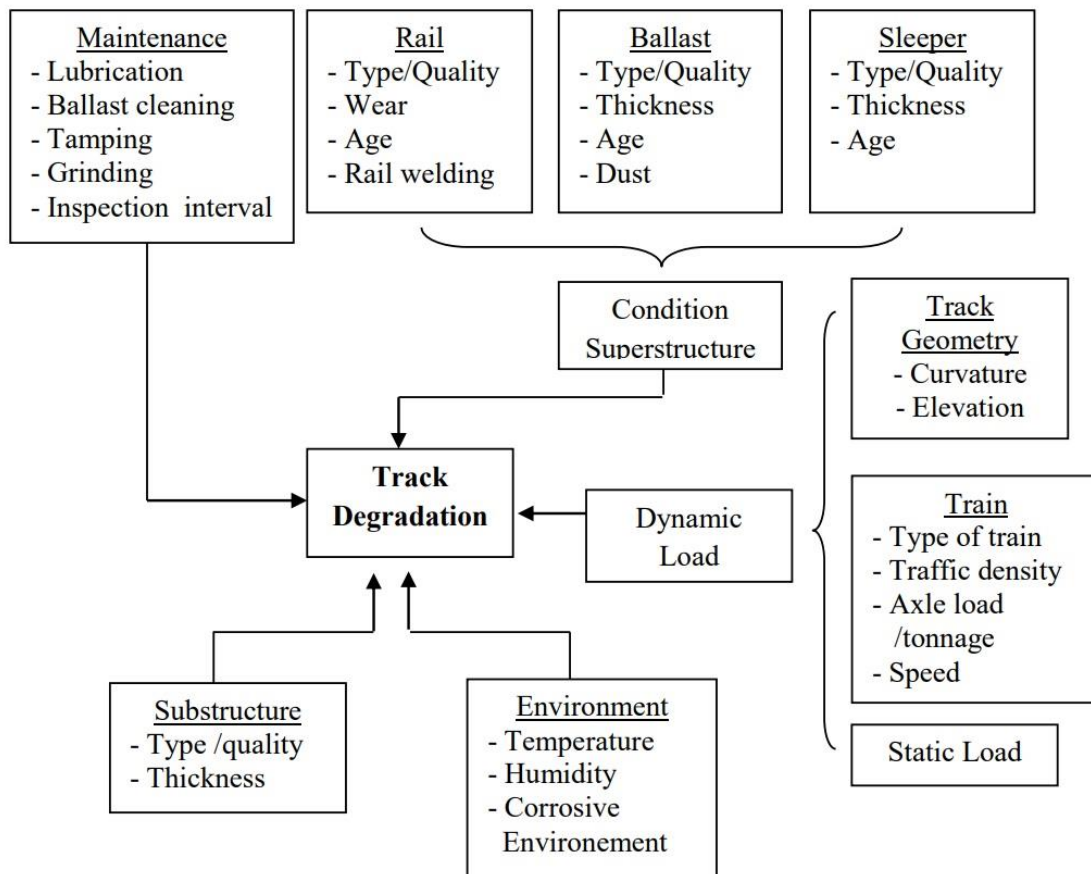 Maintenance
- Lubrication
- Ballast cleaning
- Tamping
- Grinding
- Inspection interval
Rail
- Type/Quality
- Wear
- Age
- Rail welding
Ballast
- Type/Quality
- Thickness
- Age
- Dust
Sleeper
- Type/Quality
- Thickness
- Age
Condition
Superstructure
Track
Geometry
- Curvature
- Elevation
Track
Degradation
Dynamic
Load
Train
- Type of train
- Traffic density
- Axle load
/tonnage
- Speed
Substructure
- Type /quality
- Thickness
Environment
- Temperature
- Humidity
- Corrosive
Environement
Static Load